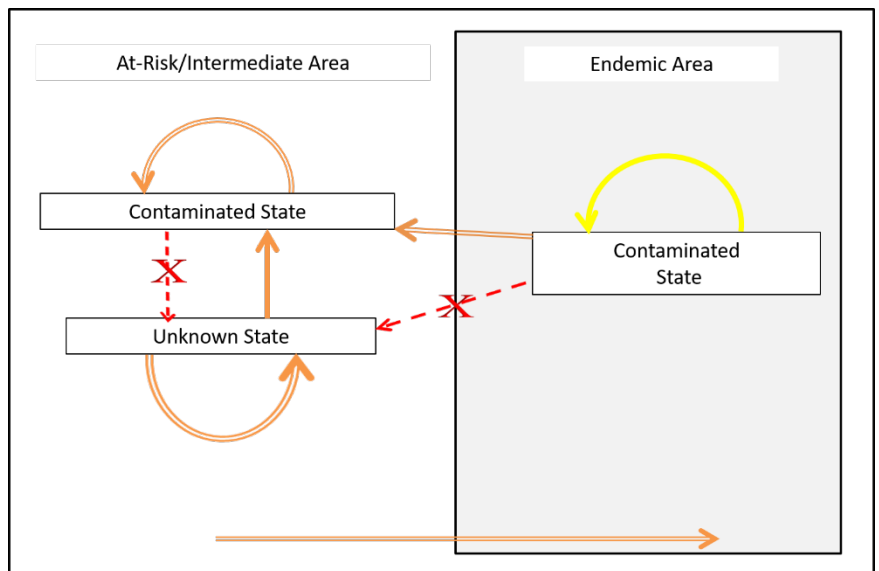 At-Risk/Intermediate Area
Endemic Area
Contaminated State
Contaminated
State
X
X
Unknown State